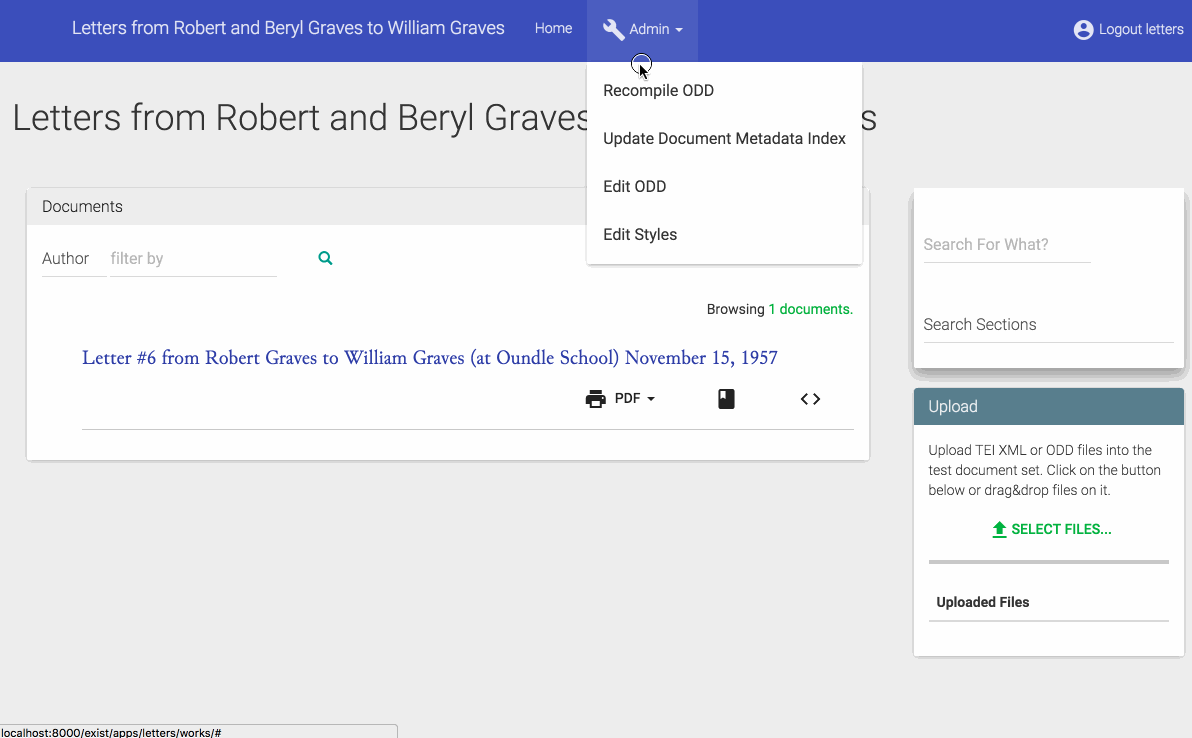 Letters from Robert and Beryl Graves to William Graves Home Admin Logout letters
Recompile ODD
Update Document Metadata Index
Edit ODD
Edit Styles
Letters from Robert and Beryl Graves s
Documents
Author filter by
Browsing 1 documents.
Letter #6 from Robert Graves to William Graves (at Oundle School) November 15, 1957
PDF
Search For What?
Search Sections
Upload
Upload TEI XML or ODD files into the
test document set. Click on the button
below or drag&drop files on it.
SELECT FILES...
Uploaded Files
localhost:8000/exist/apps/letters/works/#